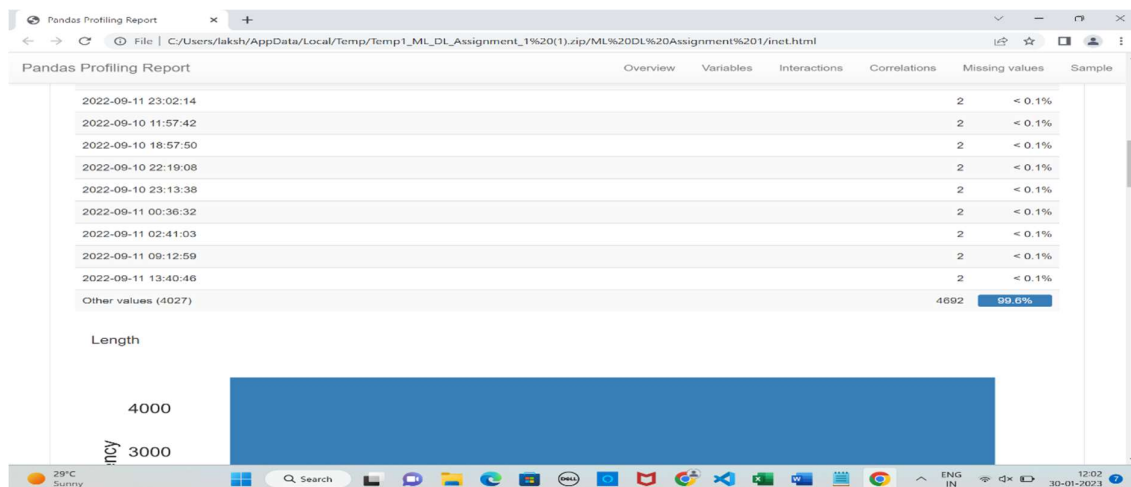 Pandas Profiling Report
File | C:/Users/laksh/AppData/Local/Temp/Temp1_ML_DL_Assignment_1%20(1).zip/ML%20DL%20Assignment%201/inet.html
Pandas Profiling Report Overview Variables Interactions Correlations Missing values Sample
2022-09-11 23:02:14 2 < 0.1%
2022-09-10 11:57:42 2 < 0.1%
2022-09-10 18:57:50 2 < 0.1%
2022-09-10 22:19:08 2 < 0.1%
2022-09-10 23:13:38 2 < 0.1%
2022-09-11 00:36:32 2 < 0.1%
2022-09-11 02:41:03 2 < 0.1%
2022-09-11 09:12:59 2 < 0.1%
2022-09-11 13:40:46 2 < 0.1%
Other values (4027) 4692 99.6%
Length
4000
3000
ency
29°C
Sunny
Search
DELL
ENG
IN
12:02
30-01-2023